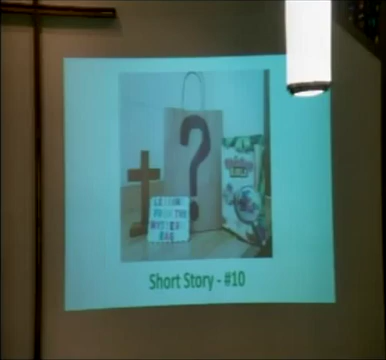 ?
LESSONS
FROM THE
MYSTERY
BAG
Short Story - #10